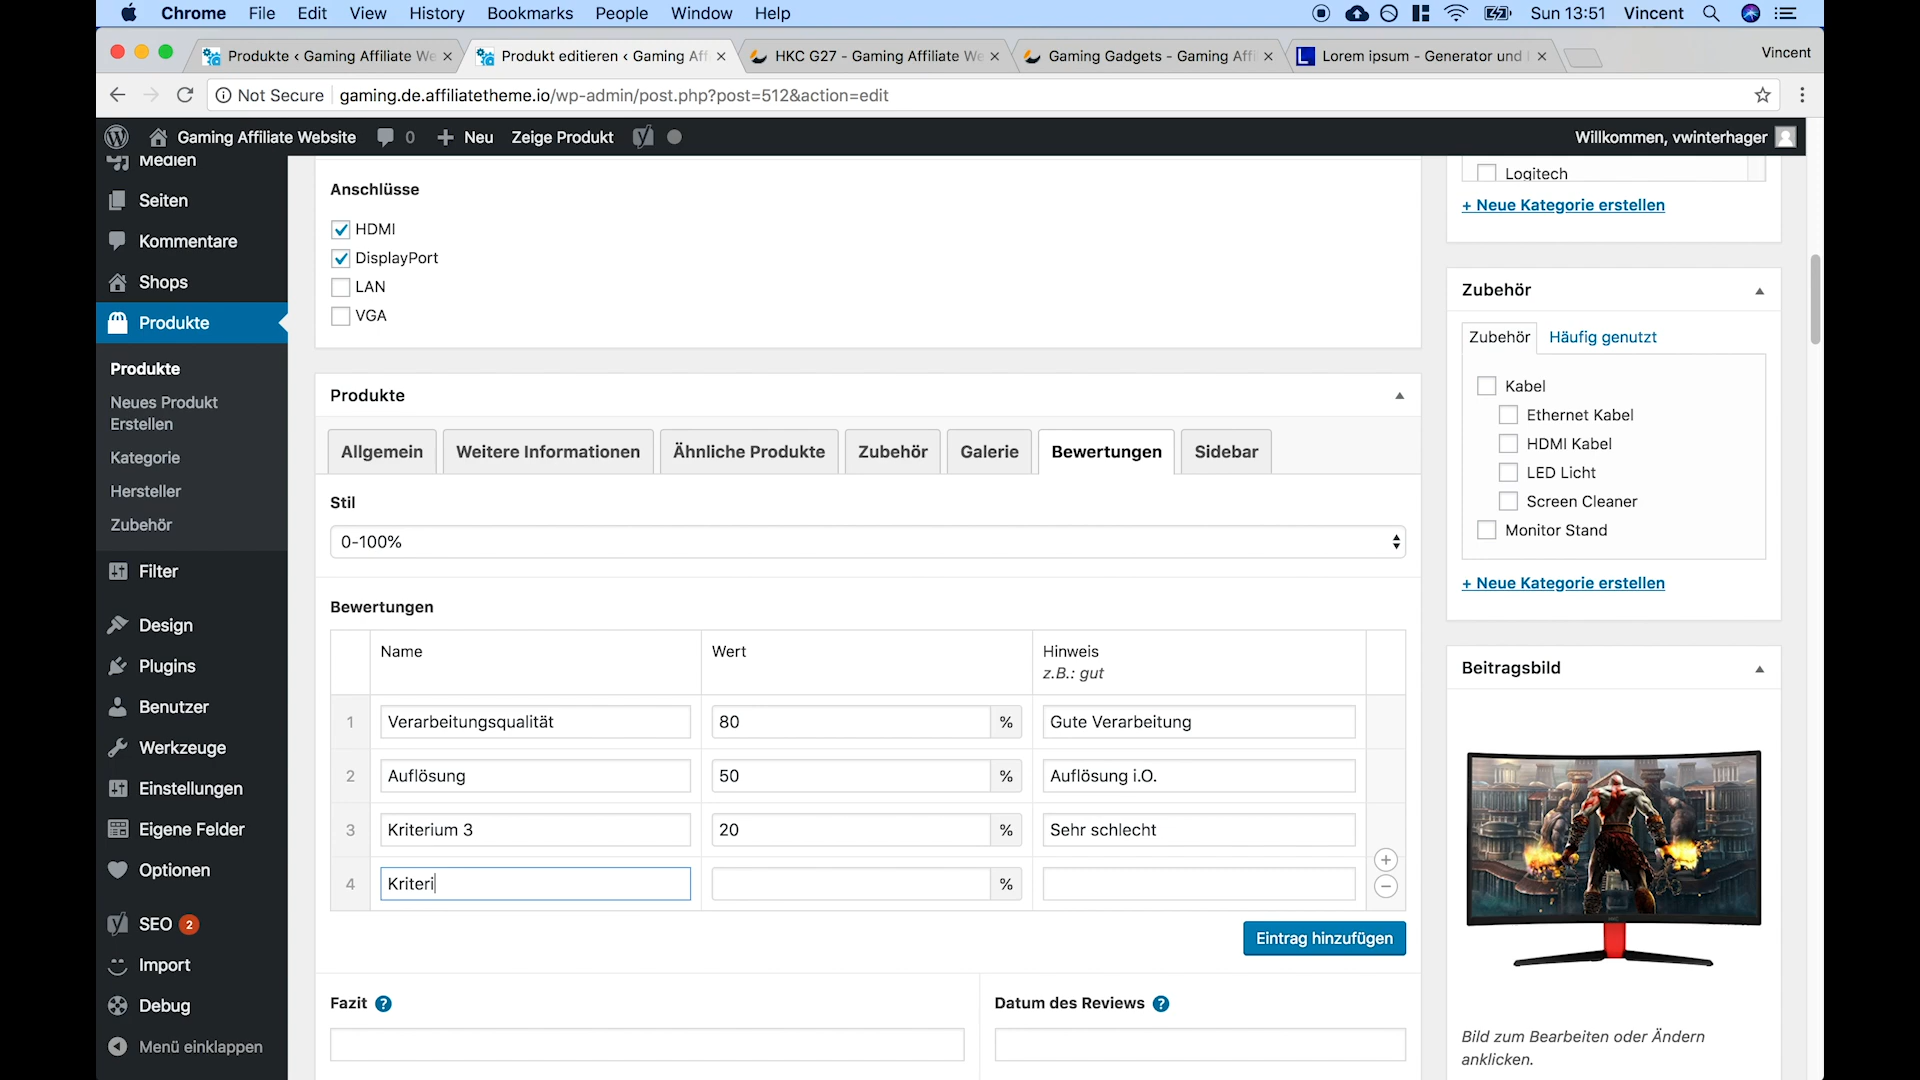 Chrome File Edit View History Bookmarks People Window Help Sun 13:51 Vincent
Produkte ‹ Gaming Affiliate We
Produkt editieren ‹ Gaming Aff
HKC G27 - Gaming Affiliate We
Gaming Gadgets - Gaming Affi
Lorem ipsum - Generator und
Vincent
Not Secure gaming.de.affiliatetheme.io/wp-admin/post.php?post=512&action=edit
Gaming Affiliate Website 0 Neu Zeige Produkt Willkommen, vwinterhager
Medien
Seiten
Kommentare
Shops
Produkte
Produkte
Neues Produkt
Erstellen
Kategorie
Hersteller
Zubehör
Filter
Design
Plugins
Benutzer
Werkzeuge
Einstellungen
Eigene Felder
Optionen
SEO 2
Import
Debug
Menü einklappen
Anschlüsse
HDMI
DisplayPort
LAN
VGA
Produkte
Allgemein Weitere Informationen Ähnliche Produkte Zubehör Galerie Bewertungen Sidebar
Stil
0-100%
Bewertungen
Name Wert Hinweis
z.B.: gut
1 Verarbeitungsqualität 80 % Gute Verarbeitung
2 Auflösung 50 % Auflösung i.O.
3 Kriterium 3 20 % Sehr schlecht
4 Kriteri %
Eintrag hinzufügen
Fazit ? Datum des Reviews ?
Logitech
+ Neue Kategorie erstellen
Zubehör
Zubehör Häufig genutzt
Kabel
Ethernet Kabel
HDMI Kabel
LED Licht
Screen Cleaner
Monitor Stand
+ Neue Kategorie erstellen
Beitragsbild
Bild zum Bearbeiten oder Ändern
anklicken.